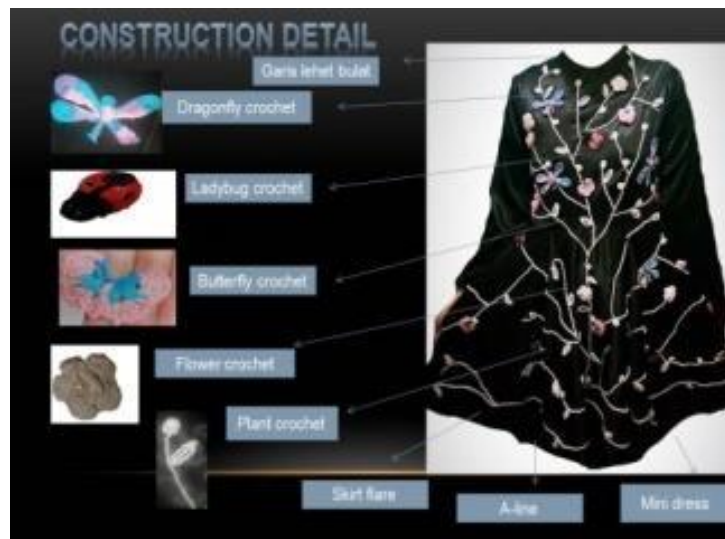 CONSTRUCTION DETAIL
Garis lehet bulat
Dragonfly crochet
Ladybug crochet
Butterfly crochet
Flower crochet
Plant crochet
Skirt flare
A-line
Mini dress